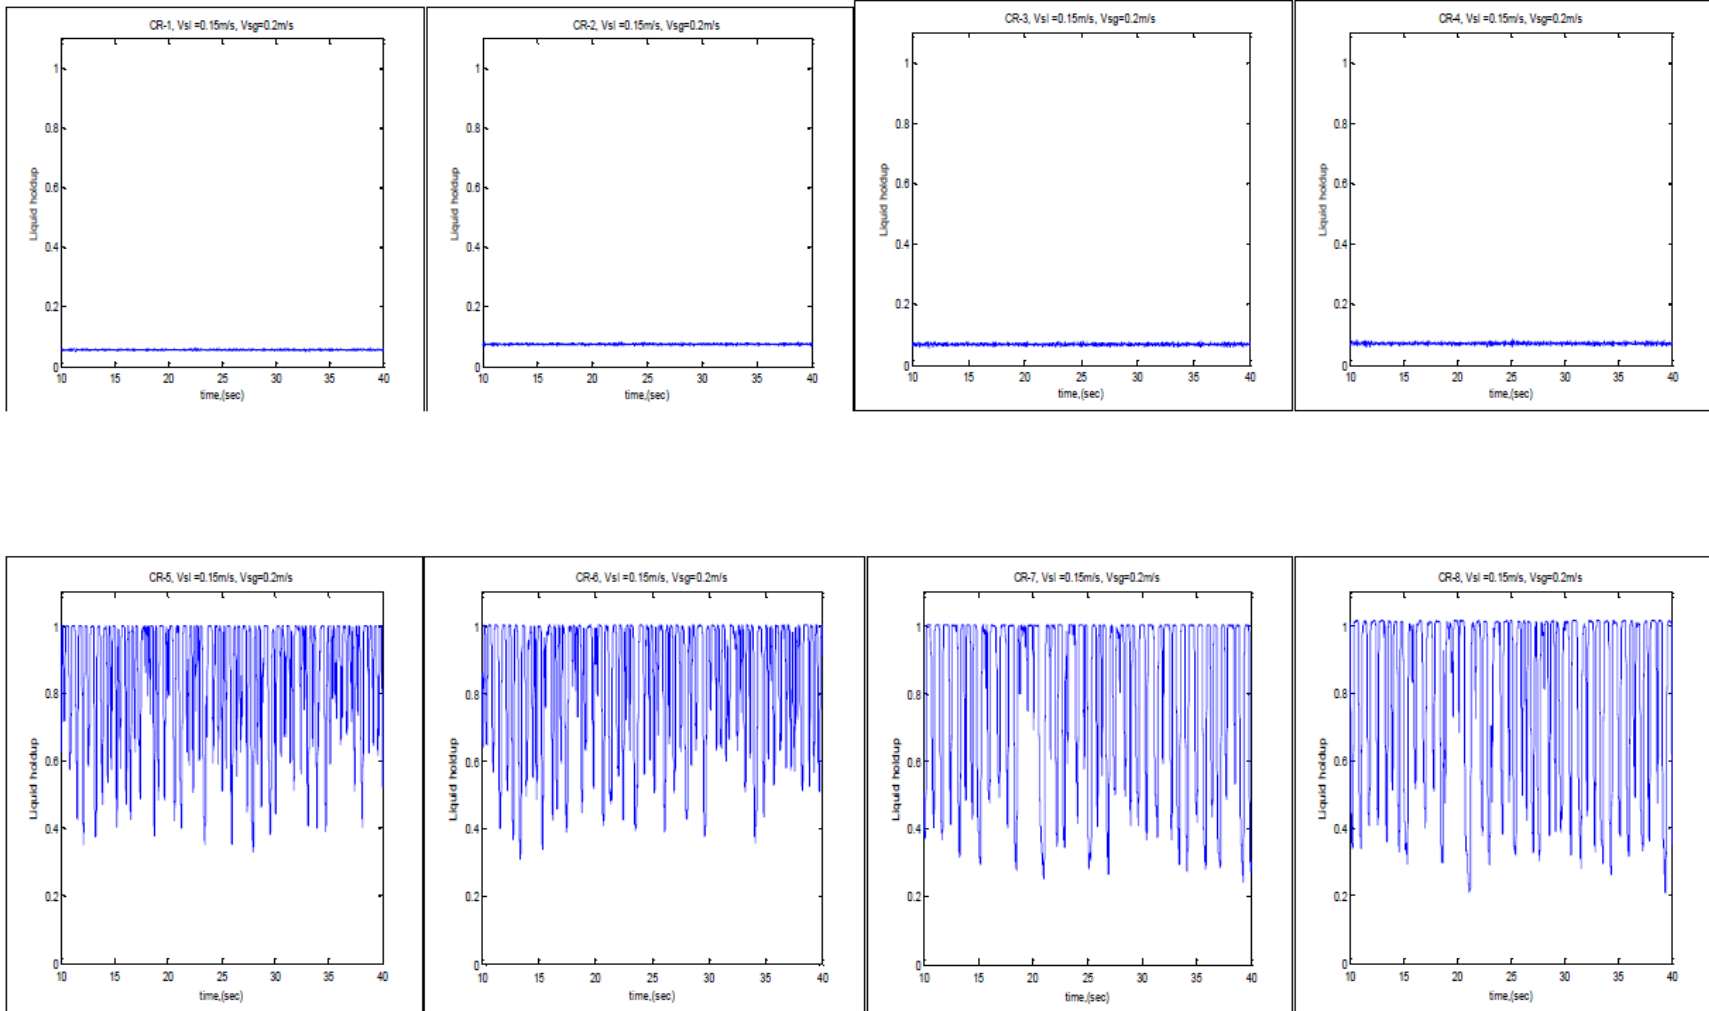 CR-1, Vsl =0.15m/s, Vsg=0.2m/s
1
0.8
0.6
0.4
0.2
0
Liquid holdup
10 15 20 25 30 35 40
time,(sec)
CR-2, Vsl =0.15m/s, Vsg=0.2m/s
1
0.8
0.6
0.4
0.2
0
Liquid holdup
10 15 20 25 30 35 40
time,(sec)
CR-3, Vsl =0.15m/s, Vsg=0.2m/s
1
0.8
0.6
0.4
0.2
0
Liquid holdup
10 15 20 25 30 35 40
time,(sec)
CR-4, Vsl =0.15m/s, Vsg=0.2m/s
1
0.8
0.6
0.4
0.2
0
Liquid holdup
10 15 20 25 30 35 40
time,(sec)
CR-5, Vsl =0.15m/s, Vsg=0.2m/s
1
0.8
0.6
0.4
0.2
0
Liquid holdup
10 15 20 25 30 35 40
time,(sec)
CR-6, Vsl =0.15m/s, Vsg=0.2m/s
1
0.8
0.6
0.4
0.2
0
Liquid holdup
10 15 20 25 30 35 40
time,(sec)
CR-7, Vsl =0.15m/s, Vsg=0.2m/s
1
0.8
0.6
0.4
0.2
0
Liquid holdup
10 15 20 25 30 35 40
time,(sec)
CR-8, Vsl =0.15m/s, Vsg=0.2m/s
1
0.8
0.6
0.4
0.2
0
Liquid holdup
10 15 20 25 30 35 40
time,(sec)